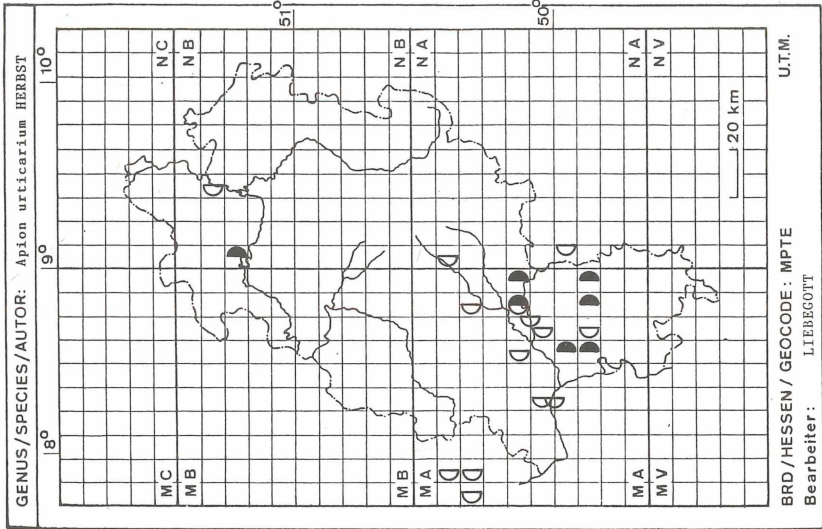 GENUS/SPECIES/AUTOR: Apion urticarium HERBST
8° 9° 10°
MC NC
MB NB
51°
MB NB
MA NA
50°
MA NA
MV NV
20 km
BRD/HESSEN/GEOCODE: MPTE U.T.M.
Bearbeiter: LIEBEGOTT